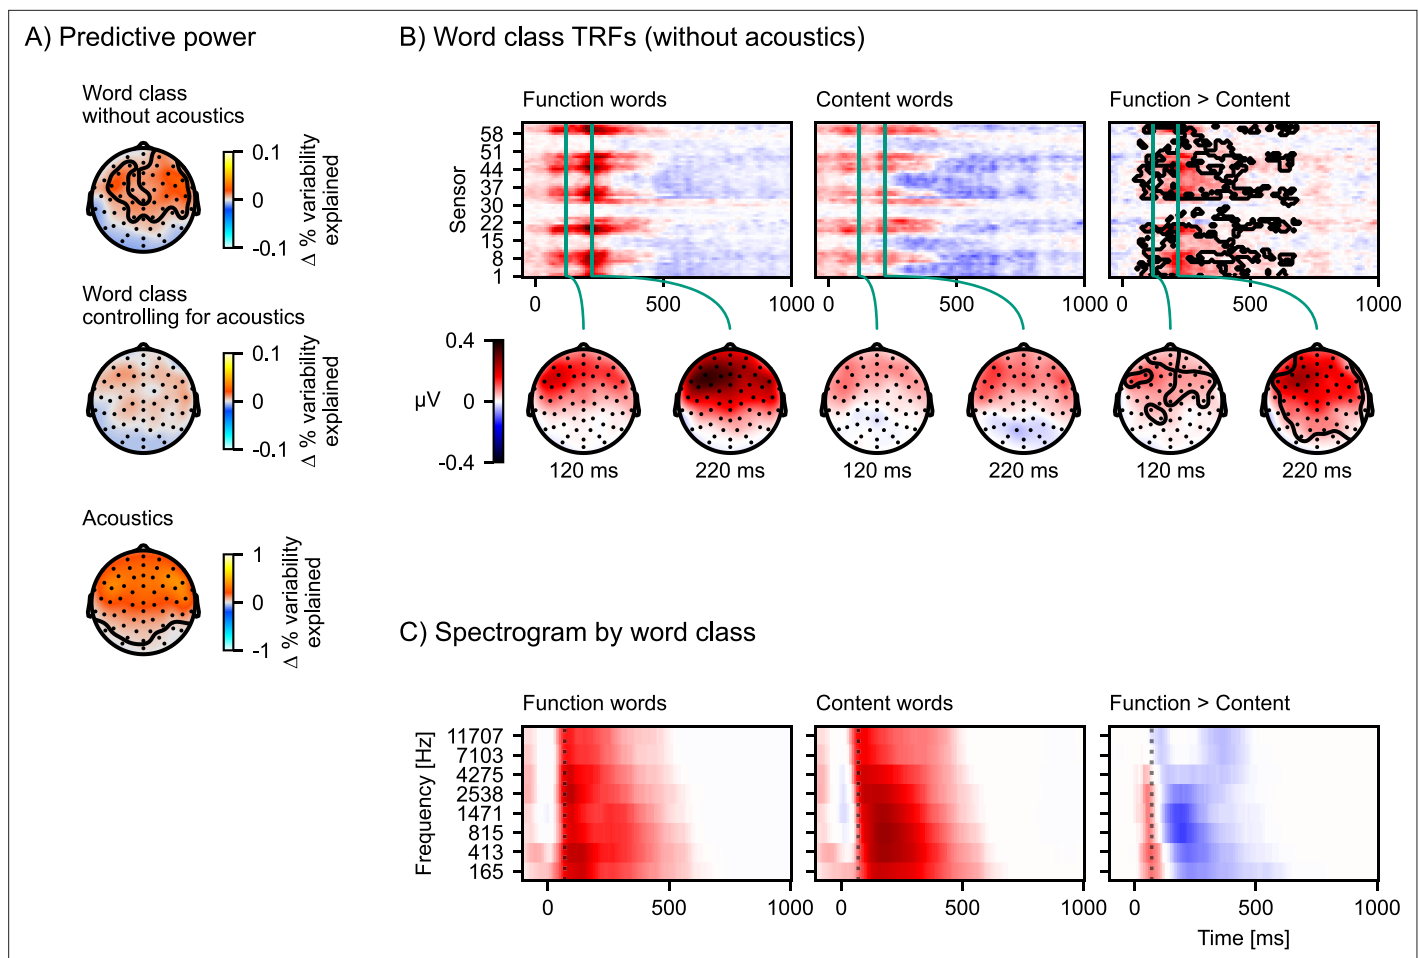 A) Predictive power
Word class
without acoustics
0.1
0
-0.1
Δ % variability
explained
Word class
controlling for acoustics
0.1
0
-0.1
Δ % variability
explained
Acoustics
1
0
-1
Δ % variability
explained
B) Word class TRFs (without acoustics)
Function words
Content words
Function > Content
Sensor
58
51
44
37
30
22
15
8
1
0 500 1000
0 500 1000
0 500 1000
0.4
µV 0
-0.4
120 ms
220 ms
120 ms
220 ms
120 ms
220 ms
C) Spectrogram by word class
Function words
Content words
Function > Content
Frequency [Hz]
11707
7103
4275
2538
1471
815
413
165
0 500 1000
0 500 1000
0 500 1000
Time [ms]